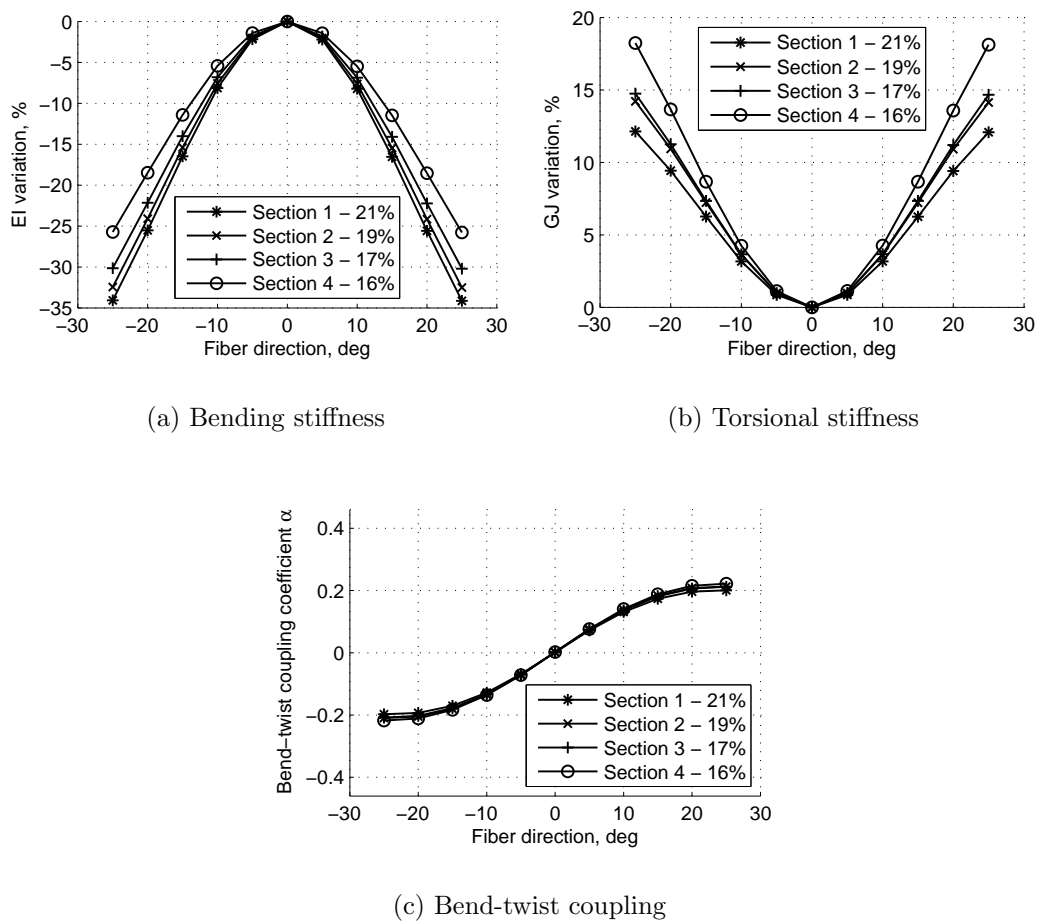 0
−5
−10
−15
−20
−25
−30
−35
EI variation, %
−30 −20 −10 0 10 20 30
Fiber direction, deg
Section 1 − 21%
Section 2 − 19%
Section 3 − 17%
Section 4 − 16%
(a) Bending stiffness
20
15
10
5
0
GJ variation, %
−30 −20 −10 0 10 20 30
Fiber direction, deg
Section 1 − 21%
Section 2 − 19%
Section 3 − 17%
Section 4 − 16%
(b) Torsional stiffness
0.4
0.2
0
−0.2
−0.4
Bend−twist coupling coefficient α
−30 −20 −10 0 10 20 30
Fiber direction, deg
Section 1 − 21%
Section 2 − 19%
Section 3 − 17%
Section 4 − 16%
(c) Bend-twist coupling